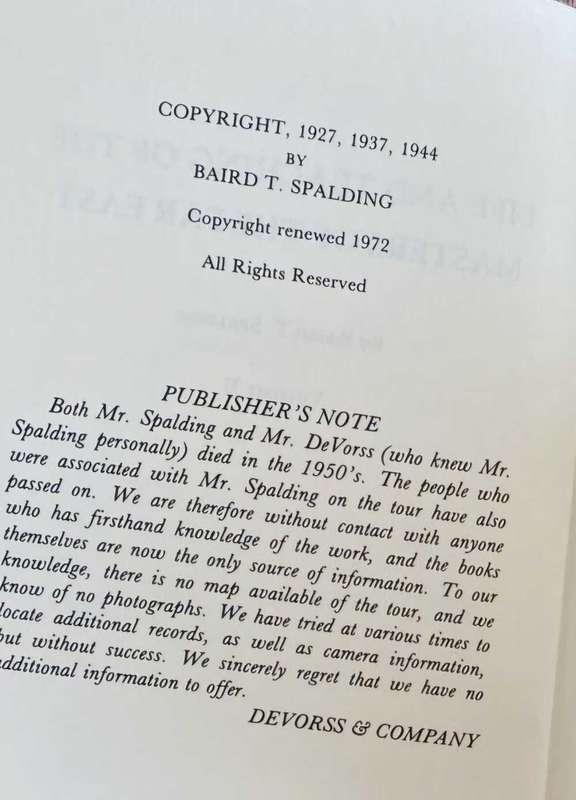 COPYRIGHT, 1927, 1937, 1944
BY
BAIRD T. SPALDING
Copyright renewed 1972
All Rights Reserved
PUBLISHER'S NOTE
Both Mr. Spalding and Mr. DeVorss (who knew Mr.
Spalding personally) died in the 1950's. The people who
were associated with Mr. Spalding on the tour have also
passed on. We are therefore without contact with anyone
who has firsthand knowledge of the work, and the books
themselves are now the only source of information. To our
knowledge, there is no map available of the tour, and we
know of no photographs. We have tried at various times to
locate additional records, as well as camera information,
but without success. We sincerely regret that we have no
additional information to offer.
DEVORSS & COMPANY